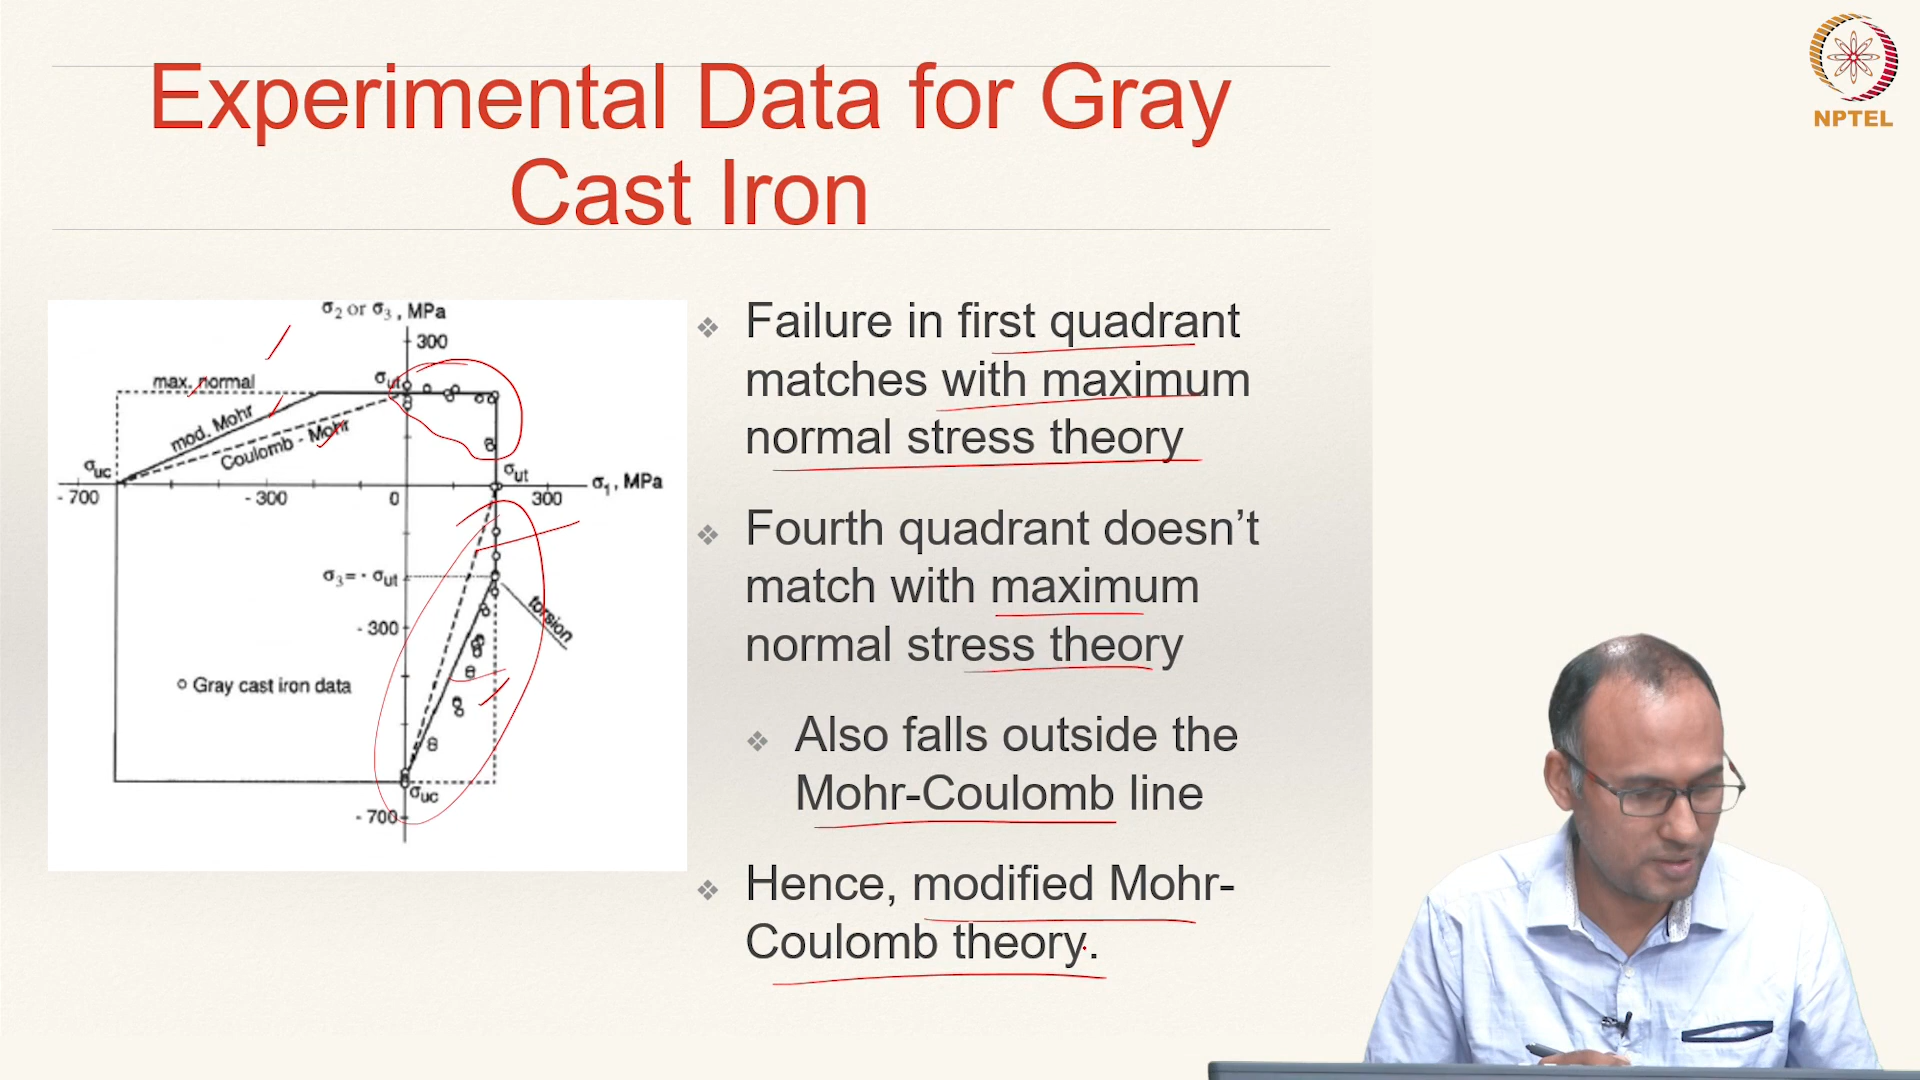 Experimental Data for Gray
Cast Iron
NPTEL
σ2 or σ3 , MPa
300
max. normal
σut
mod. Mohr
Coulomb - Mohr
σuc
σut
σ1, MPa
- 700
- 300
0
300
σ3= - σut
torsion
- 300
o Gray cast iron data
σuc
- 700
❖ Failure in first quadrant
matches with maximum
normal stress theory
❖ Fourth quadrant doesn’t
match with maximum
normal stress theory
❖ Also falls outside the
Mohr-Coulomb line
❖ Hence, modified Mohr-
Coulomb theory.